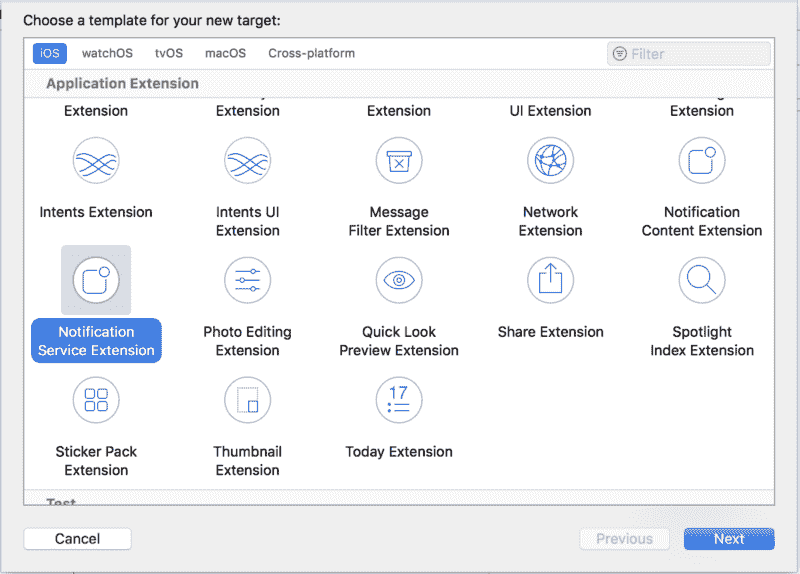 Choose a template for your new target:
iOS watchOS tvOS macOS Cross-platform Filter
Application Extension
Extension Extension Extension UI Extension Extension
Intents Extension
Intents UI
Extension
Message
Filter Extension
Network
Extension
Notification
Content Extension
Notification
Service Extension
Photo Editing
Extension
Quick Look
Preview Extension
Share Extension
Spotlight
Index Extension
Sticker Pack
Extension
Thumbnail
Extension
17
Today Extension
Test
Cancel Previous Next